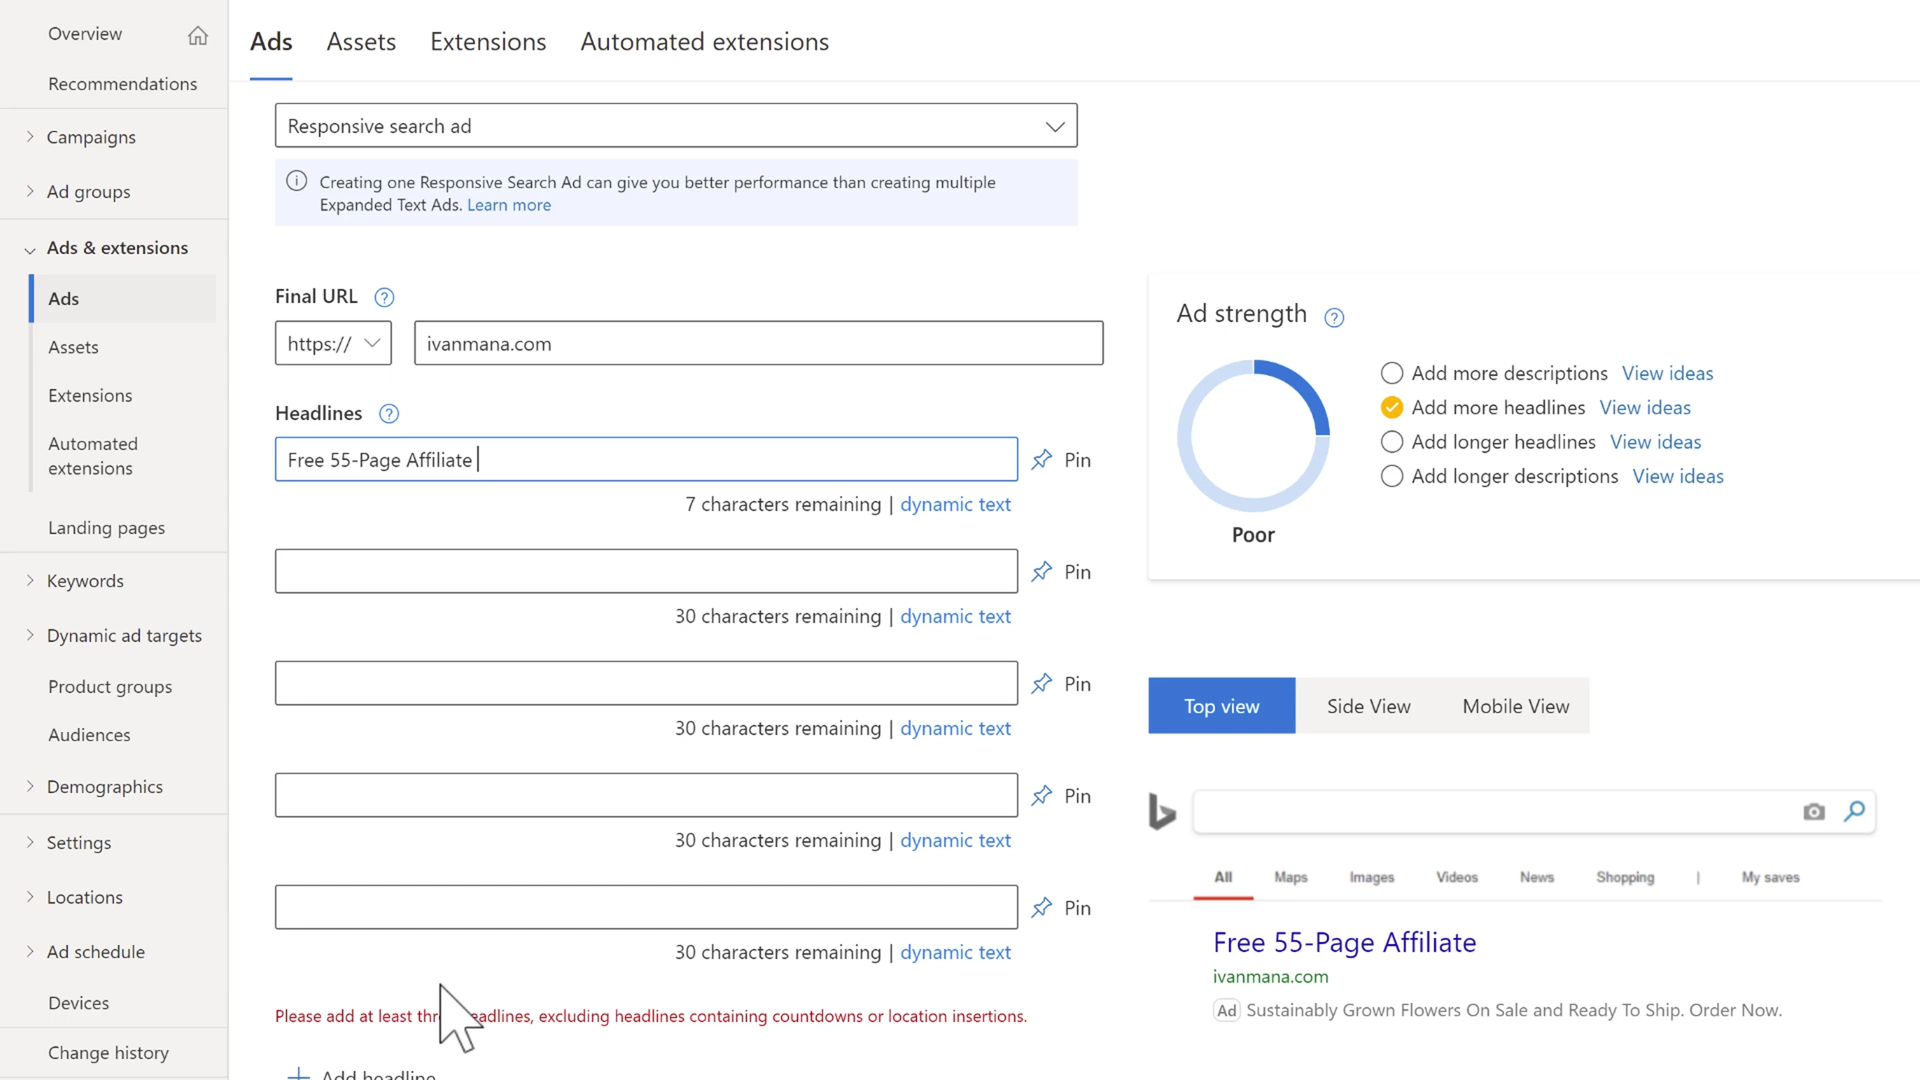 Overview
Recommendations
Campaigns
Ad groups
Ads & extensions
Ads
Assets
Extensions
Automated
extensions
Landing pages
Keywords
Dynamic ad targets
Product groups
Audiences
Demographics
Settings
Locations
Ad schedule
Devices
Change history
Ads Assets Extensions Automated extensions
Responsive search ad
Creating one Responsive Search Ad can give you better performance than creating multiple
Expanded Text Ads. Learn more
Final URL
https:// ivanmana.com
Headlines
Free 55-Page Affiliate Pin
7 characters remaining | dynamic text
Pin
30 characters remaining | dynamic text
Pin
30 characters remaining | dynamic text
Pin
30 characters remaining | dynamic text
Pin
30 characters remaining | dynamic text
Please add at least headlines, excluding headlines containing countdowns or location insertions.
Add headline
Ad strength
Poor
Add more descriptions View ideas
Add more headlines View ideas
Add longer headlines View ideas
Add longer descriptions View ideas
Top view Side View Mobile View
All Maps Images Videos News Shopping | My saves
Free 55-Page Affiliate
ivanmana.com
Ad Sustainably Grown Flowers On Sale and Ready To Ship. Order Now.